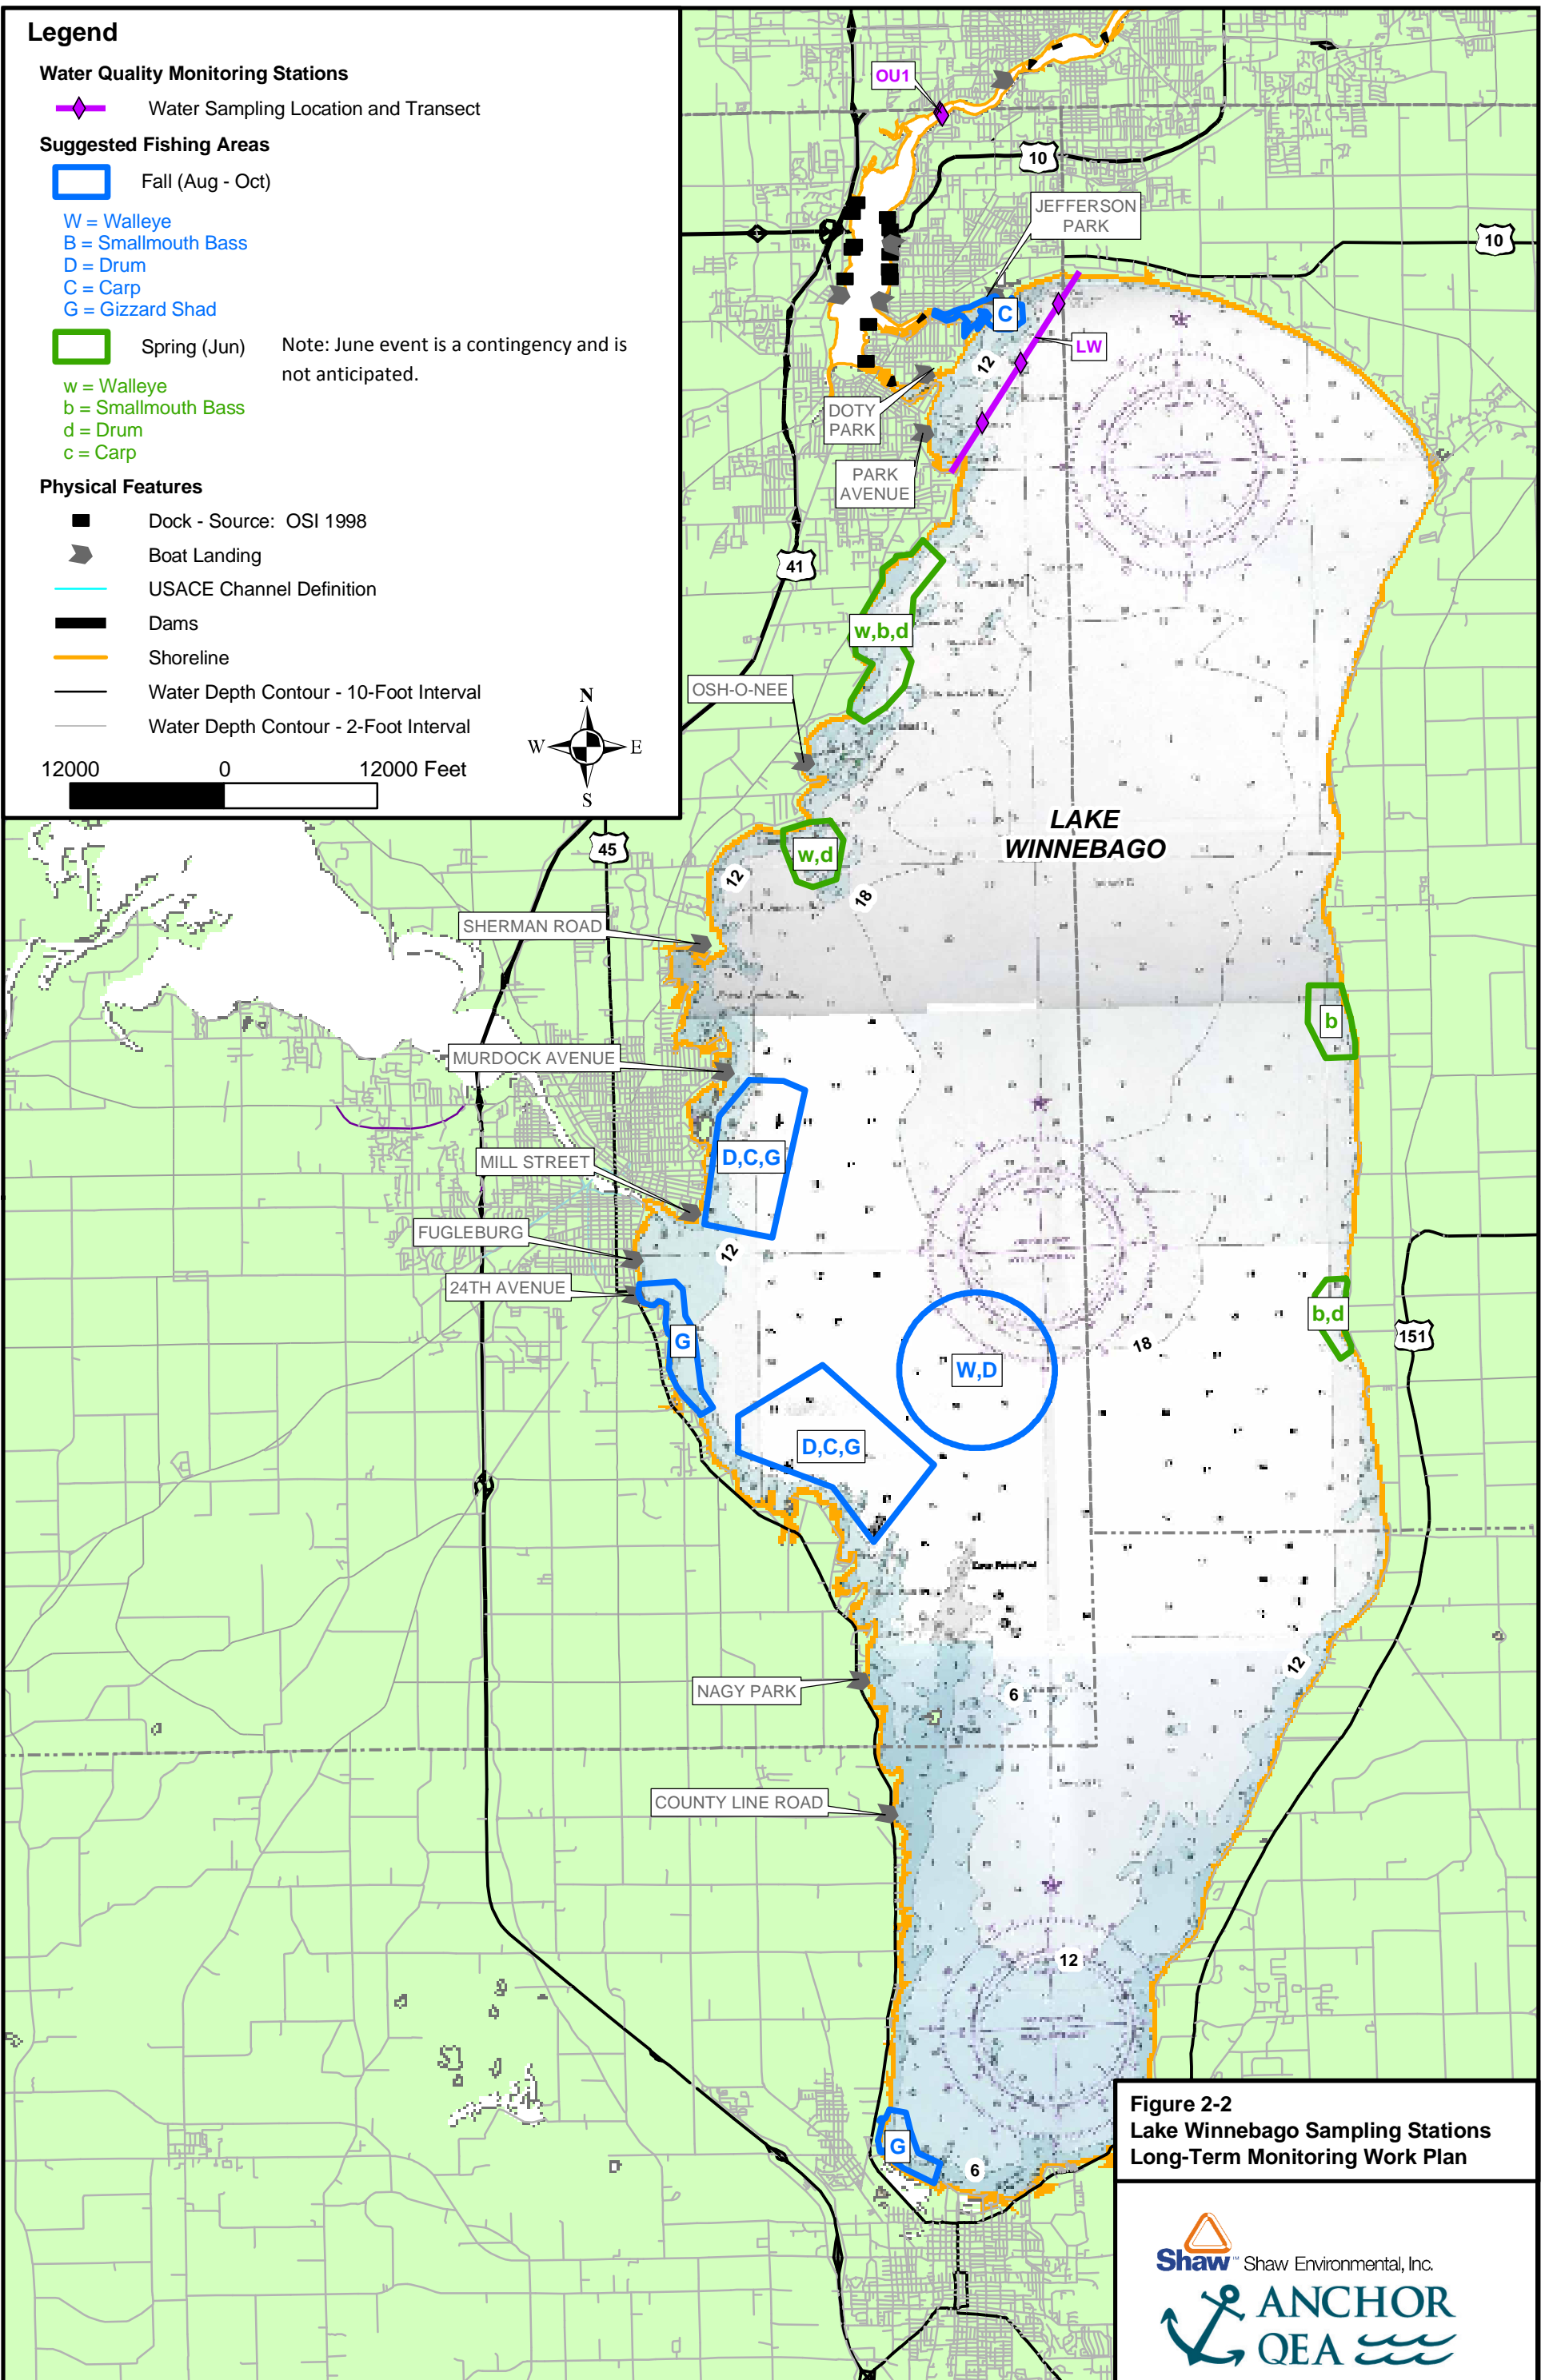 Legend
Water Quality Monitoring Stations
Water Sampling Location and Transect
Suggested Fishing Areas
Fall (Aug - Oct)
W = Walleye
B = Smallmouth Bass
D = Drum
C = Carp
G = Gizzard Shad
Spring (Jun)
Note: June event is a contingency and is
not anticipated.
w = Walleye
b = Smallmouth Bass
d = Drum
c = Carp
Physical Features
Dock - Source: OSI 1998
Boat Landing
USACE Channel Definition
Dams
Shoreline
Water Depth Contour - 10-Foot Interval
Water Depth Contour - 2-Foot Interval
N
W
E
S
12000
0
12000 Feet
OU1
10
JEFFERSON
PARK
10
C
LW
12
DOTY
PARK
PARK
AVENUE
41
w,b,d
OSH-O-NEE
LAKE
WINNEBAGO
45
w,d
12
18
SHERMAN ROAD
b
MURDOCK AVENUE
D,C,G
MILL STREET
FUGLEBURG
12
24TH AVENUE
b,d
G
18
151
W,D
D,C,G
12
NAGY PARK
6
COUNTY LINE ROAD
12
G
6
Figure 2-2
Lake Winnebago Sampling Stations
Long-Term Monitoring Work Plan
Shaw™ Shaw Environmental, Inc.
ANCHOR
QEA